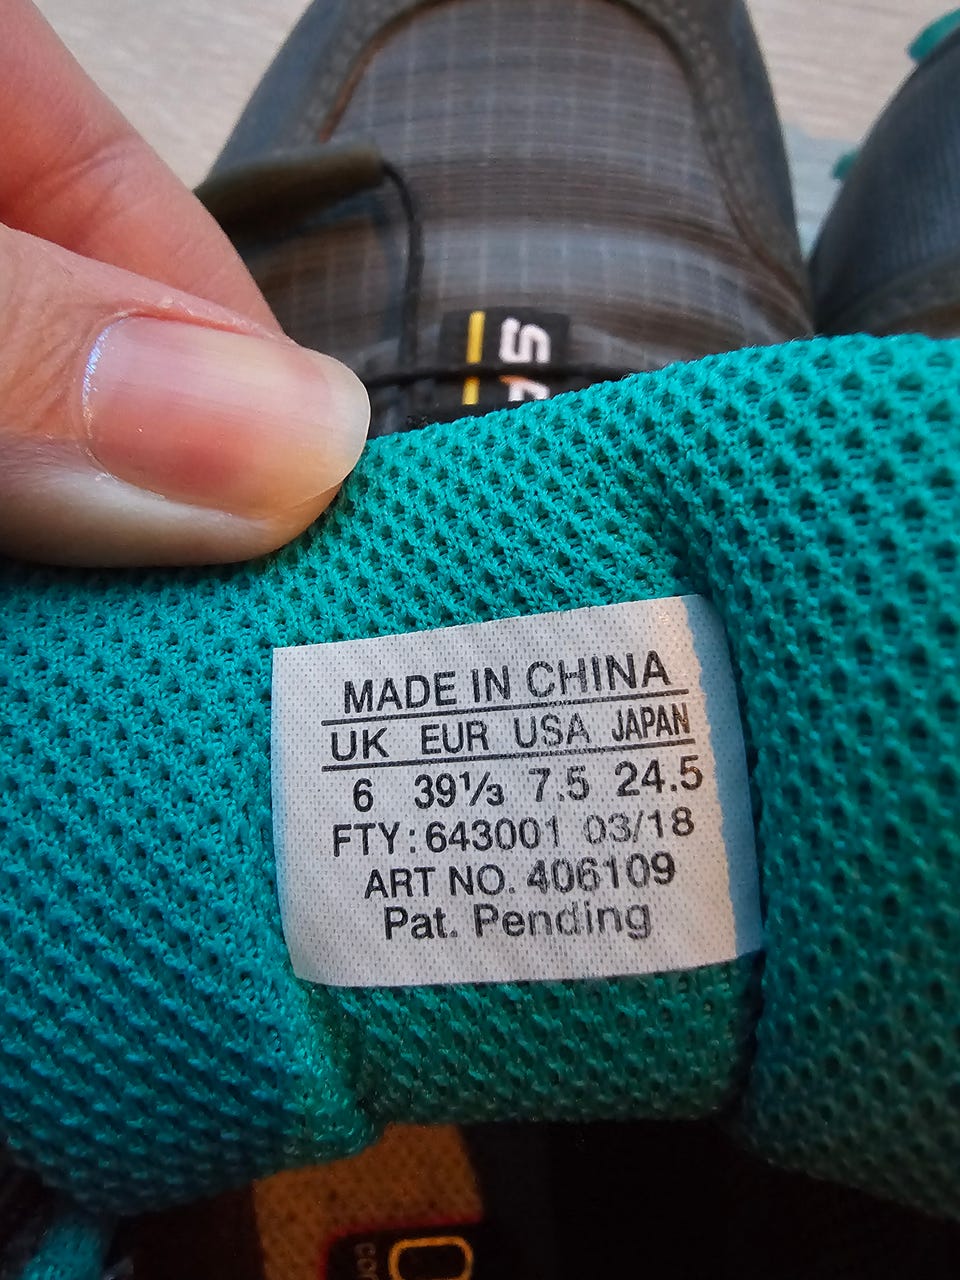 MADE IN CHINA
UK EUR USA JAPAN
6 39⅓ 7.5 24.5
FTY: 643001 03/18
ART NO. 406109
Pat. Pending